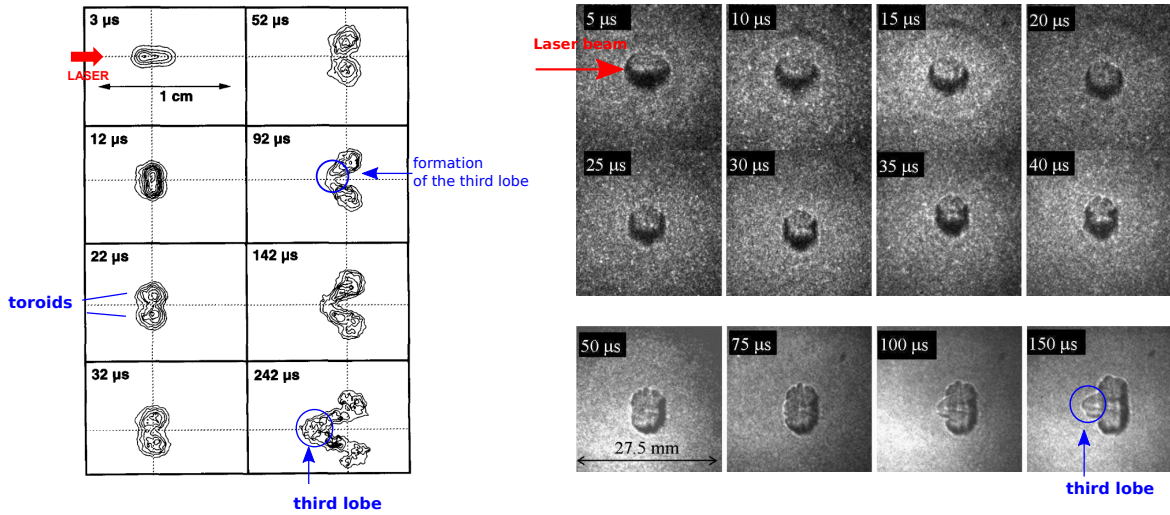 3 µs
52 µs
LASER
1 cm
12 µs
92 µs
formation
of the third lobe
22 µs
142 µs
toroids
32 µs
242 µs
third lobe
5 µs
10 µs
15 µs
20 µs
Laser beam
25 µs
30 µs
35 µs
40 µs
50 µs
75 µs
100 µs
150 µs
27.5 mm
third lobe